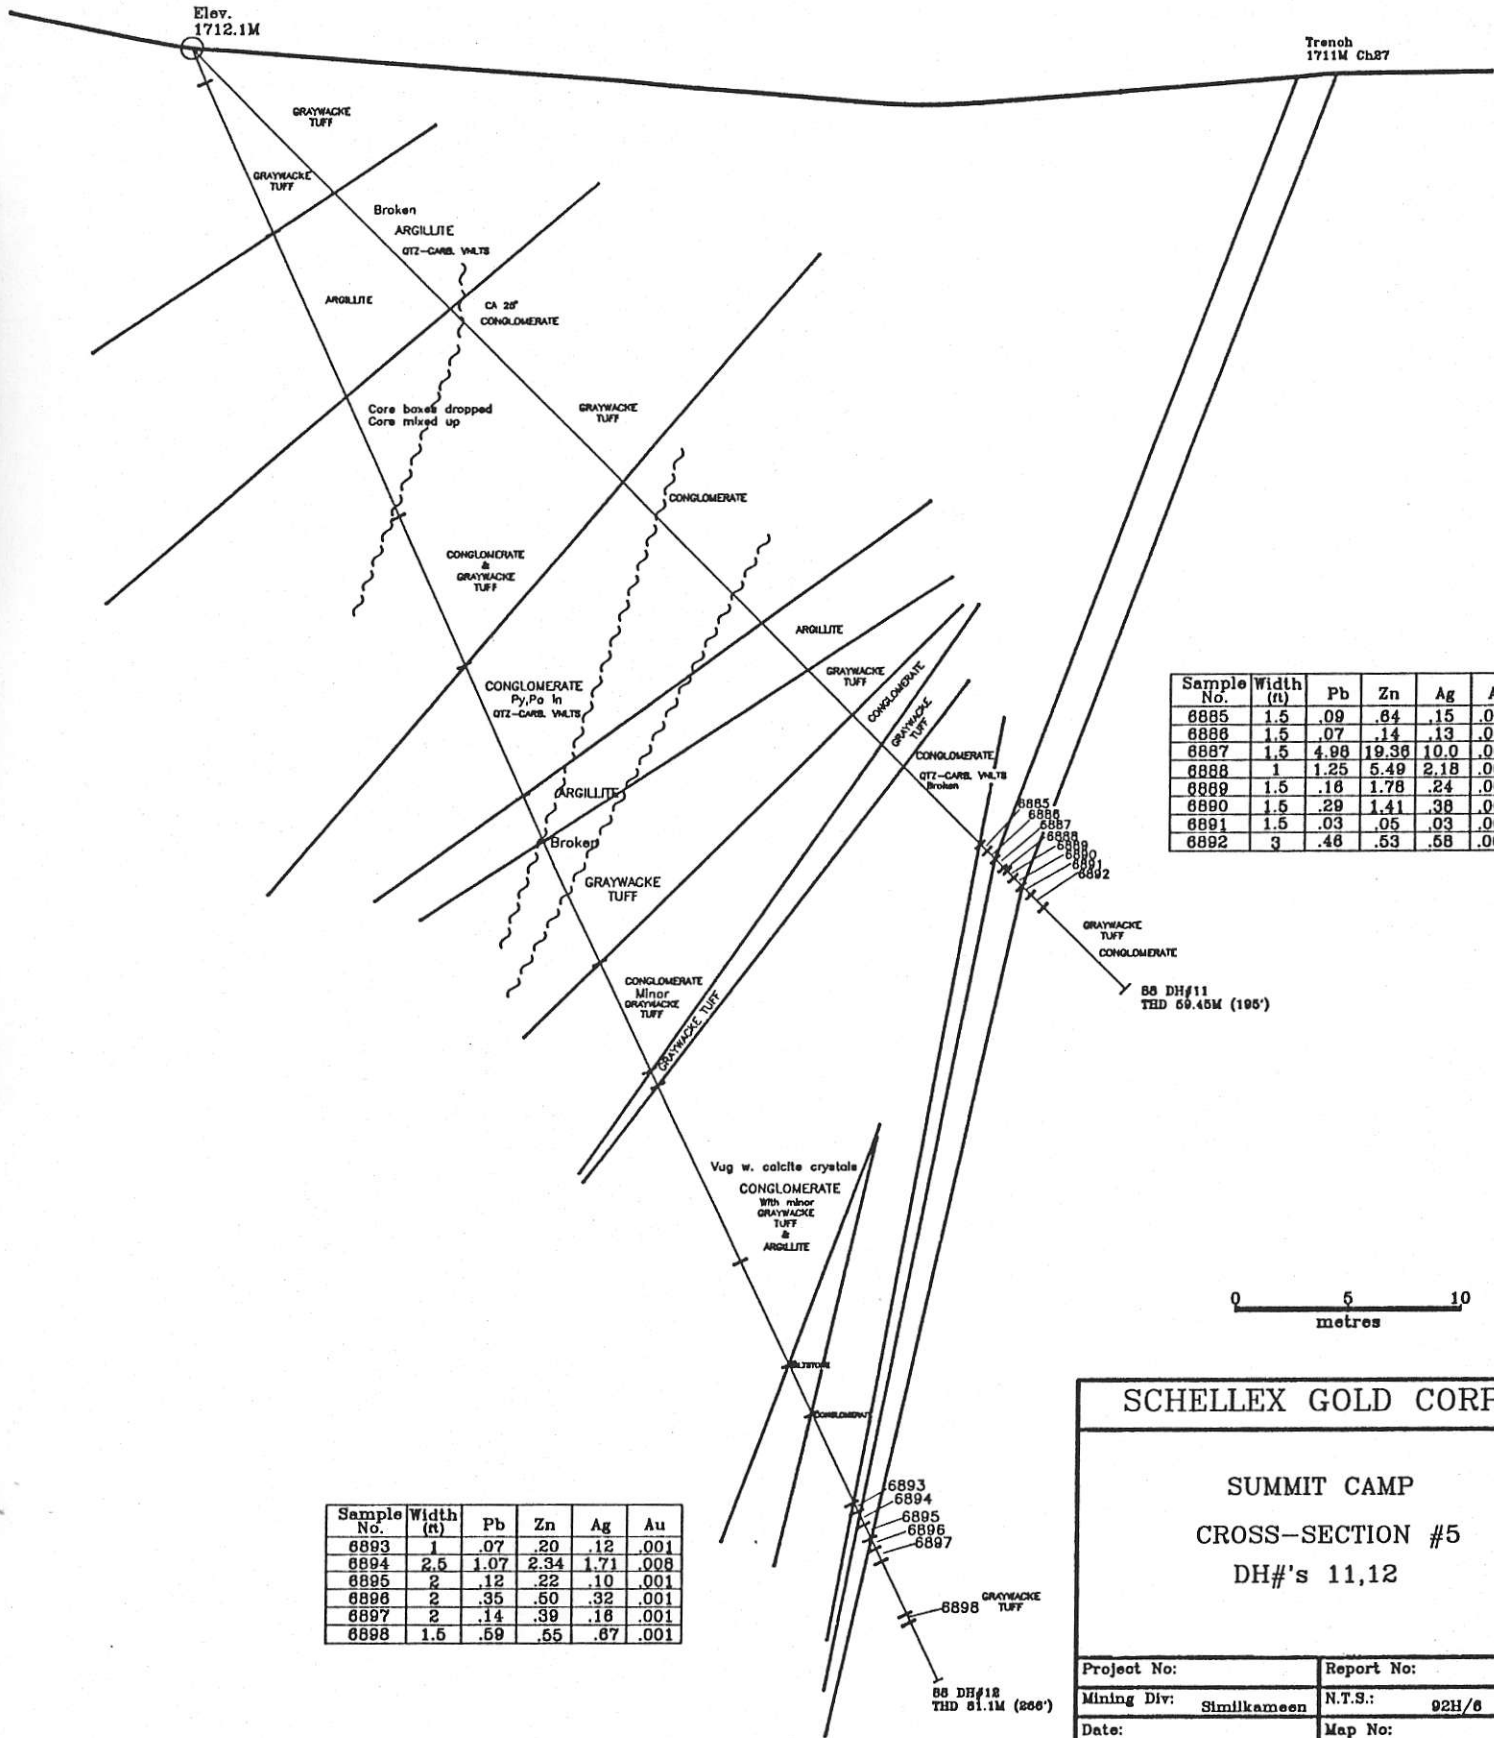 Elev.
1712.1M
Trench
1711M Ch27
GRAYWACKE
TUFF
GRAYWACKE
TUFF
Broken
ARGILLITE
QTZ-CARB. VNLTS
ARGILLITE
CA 25°
CONGLOMERATE
Core boxes dropped
Core mixed up
GRAYWACKE
TUFF
CONGLOMERATE
CONGLOMERATE
&
GRAYWACKE
TUFF
ARGILLITE
GRAYWACKE
TUFF
CONGLOMERATE
GRAYWACKE
TUFF
CONGLOMERATE
Py,Po in
QTZ-CARB. VNLTS
CONGLOMERATE
QTZ-CARB. VNLTS
Broken
ARGILLITE
Broken
GRAYWACKE
TUFF
6885
6886
6887
6888
6889
6890
6891
6892
Sample No. Width (ft) Pb Zn Ag
6885 1.5 .09 .64 .15
6886 1.5 .07 .14 .13
6887 1.5 4.98 19.36 10.0
6888 1 1.25 5.49 2.18
6889 1.5 .16 1.78 .24
6890 1.5 .29 1.41 .38
6891 1.5 .03 .05 .03
6892 3 .46 .53 .58
GRAYWACKE
TUFF
CONGLOMERATE
88 DH#11
THD 59.45M (195')
CONGLOMERATE
Minor
GRAYWACKE
TUFF
GRAYWACKE TUFF
Vug w. calcite crystals
CONGLOMERATE
With minor
GRAYWACKE
TUFF
&
ARGILLITE
SILTSTONE
CONGLOMERATE
0 5 10
metres
6893
6894
6895
6896
6897
6898
GRAYWACKE
TUFF
88 DH#12
THD 81.1M (266')
Sample No. Width (ft) Pb Zn Ag Au
6893 1 .07 .20 .12 .001
6894 2.5 1.07 2.34 1.71 .008
6895 2 .12 .22 .10 .001
6896 2 .35 .50 .32 .001
6897 2 .14 .39 .16 .001
6898 1.5 .59 .55 .67 .001
SCHELLEX GOLD CORP
SUMMIT CAMP
CROSS-SECTION #5
DH#'s 11,12
Project No:
Report No:
Mining Div: Similkameen
N.T.S.: 92H/6
Date:
Map No: